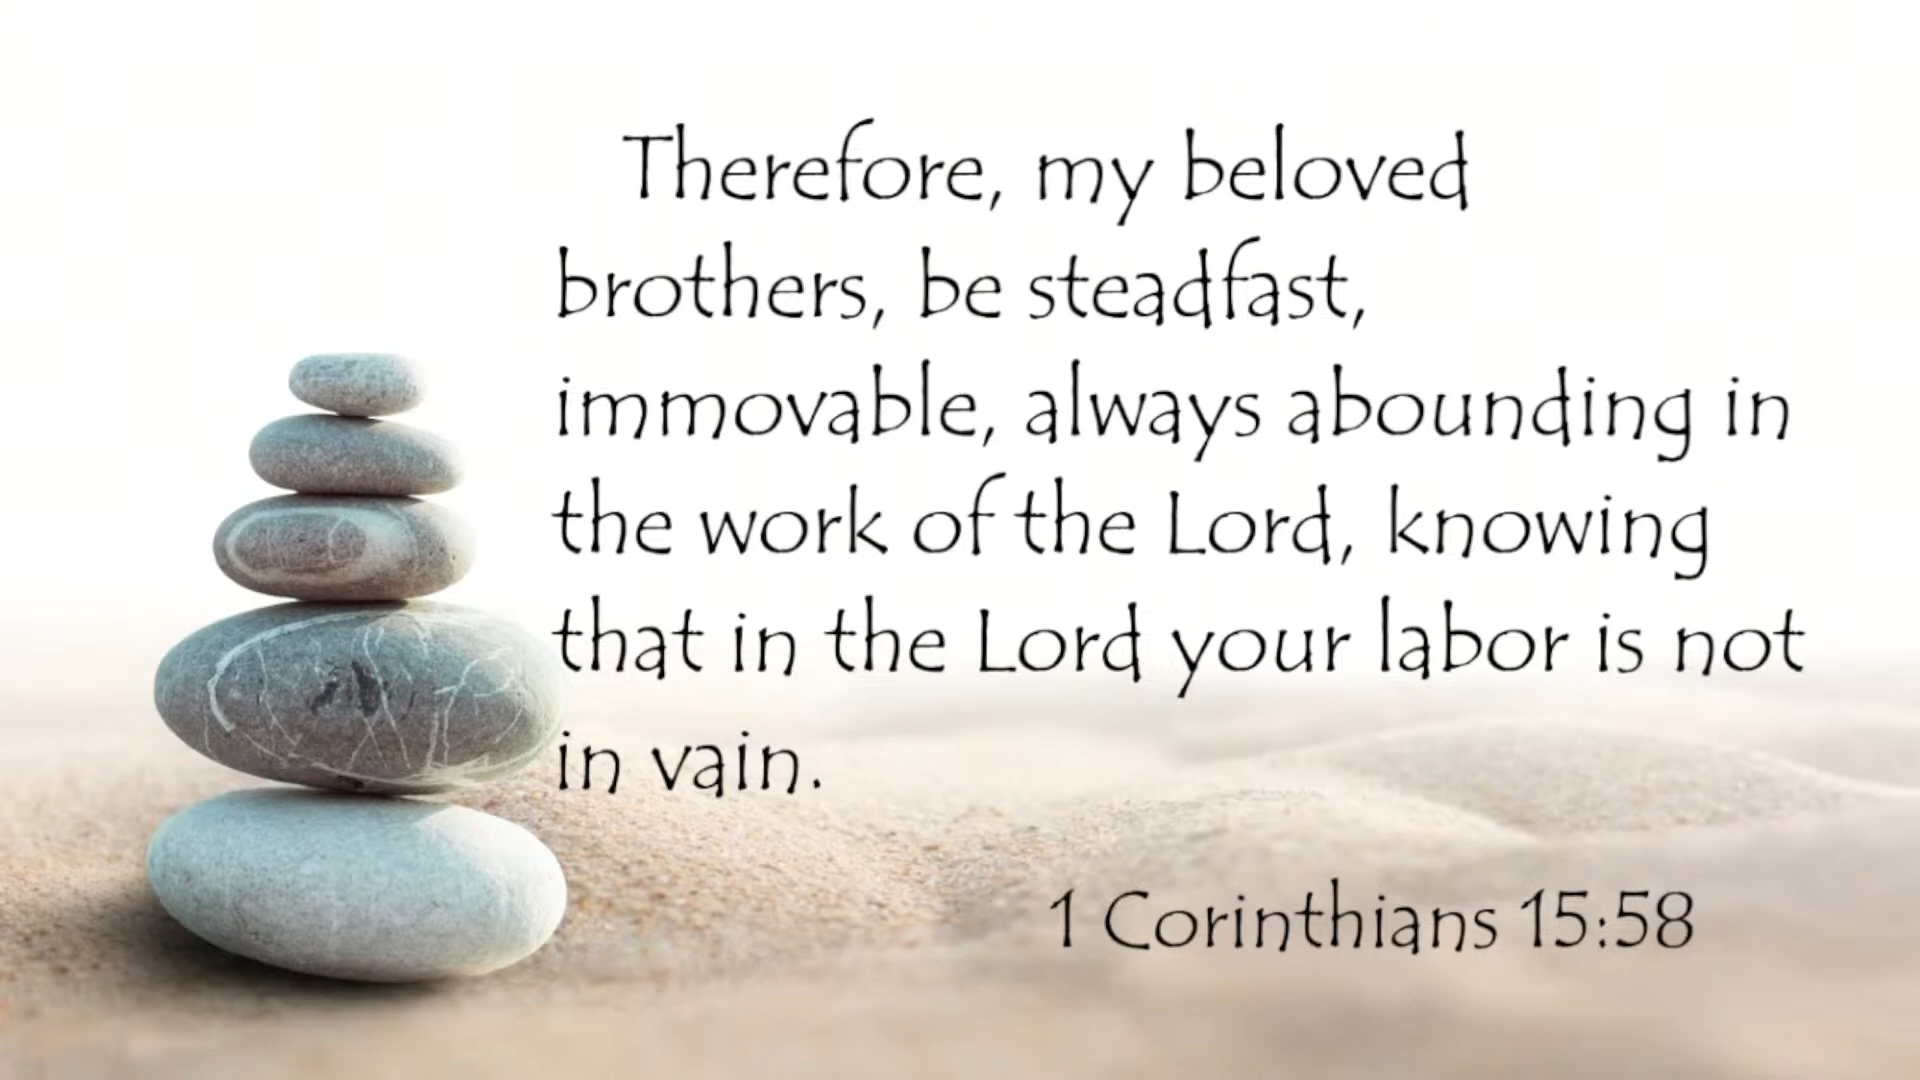 Therefore, my beloved
brothers, be steadfast,
immovable, always abounding in
the work of the Lord, knowing
that in the Lord your labor is not
in vain.
1 Corinthians 15:58